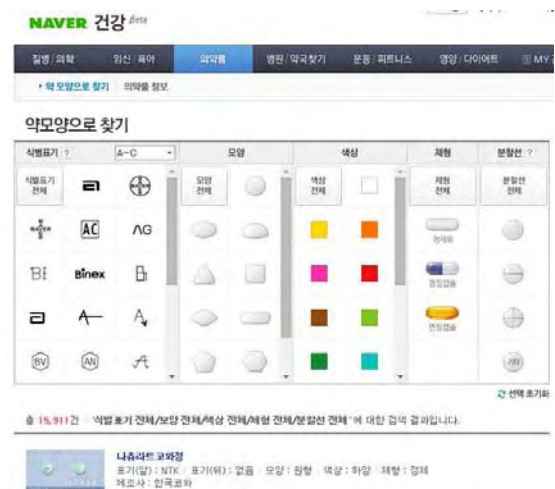 NAVER 건강 Beta
질병/의학 임신/육아 의약품 병원/약국찾기 운동/피트니스 영양/다이어트 MY
약 모양으로 찾기 의약품 정보
약모양으로 찾기
식별표기 ? A-C 모양 색상 제형 분할선 ?
식별표기 전체 모양 전체 색상 전체 제형 전체 분할선 전체
BAYER
BAYER AC AG
정제류
Bi Binex B
경질캡슐
a A A
연질캡슐
BV AN A 기타
선택 초기화
총 15,911건 '식별표기 전체/모양 전체/색상 전체/제형 전체/분할선 전체'에 대한 검색 결과입니다.
나츄라트 코와정
표기(앞) : NTK 표기(뒤) : 없음 모양 : 원형 색상 : 하양 제형 : 정제
제조사 : 한국코와
NAVER